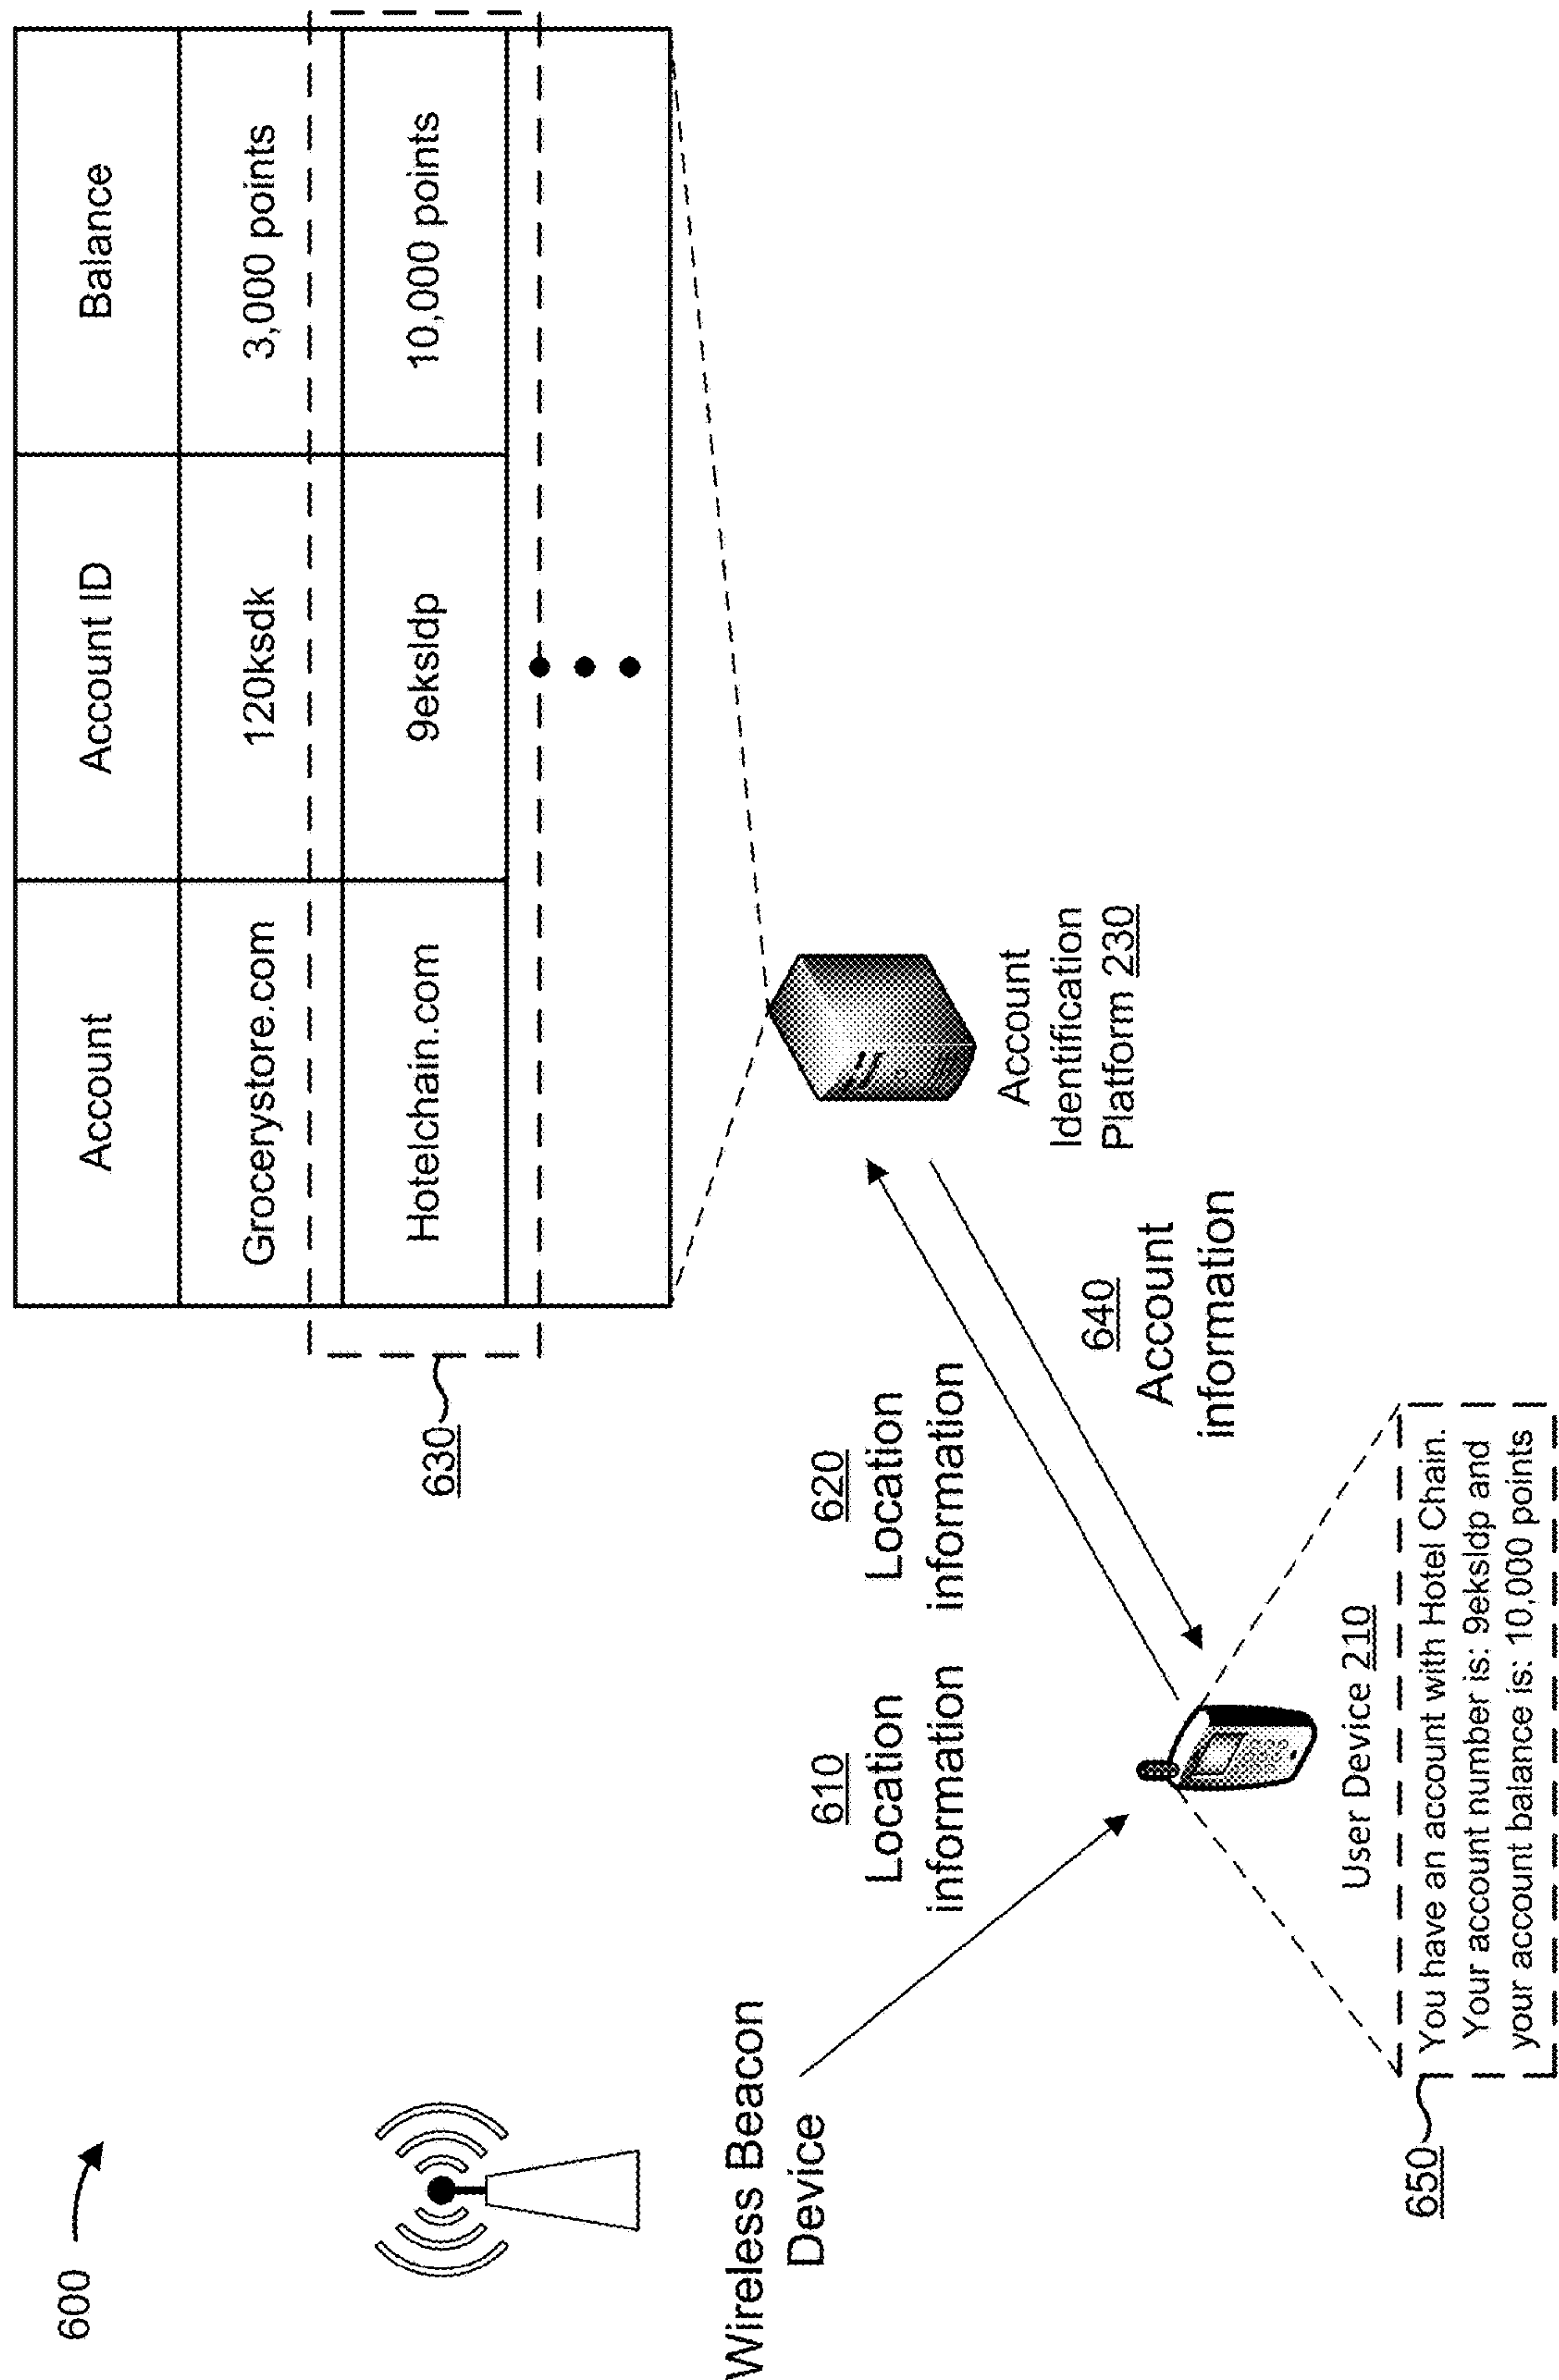 600
Account
Account ID
Balance
Grocerystore.com
120ksdk
3,000 points
Hotelchain.com
9eksldp
10,000 points
630
Wireless Beacon
Device
610
Location
information
620
Location
information
640
Account
information
Account
Identification
Platform 230
User Device 210
650
You have an account with Hotel Chain.
Your account number is: 9eksldp and
your account balance is: 10,000 points